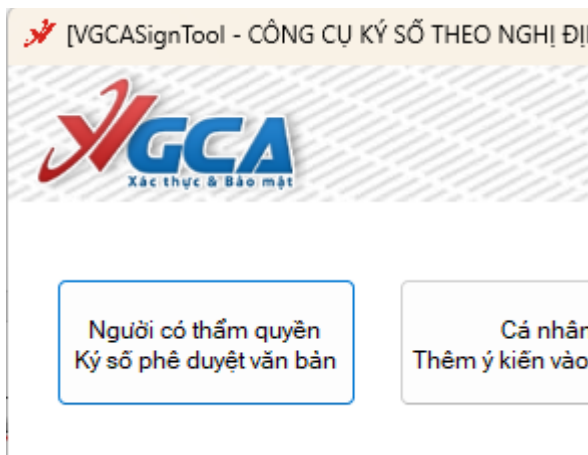 [VGCASignTool - CÔNG CỤ KÝ SỐ THEO NGHỊ
VGCA
Xác thực & Bảo mật
Người có thẩm quyền
Ký số phê duyệt văn bản
Cá nhân
Thêm ý kiến vào